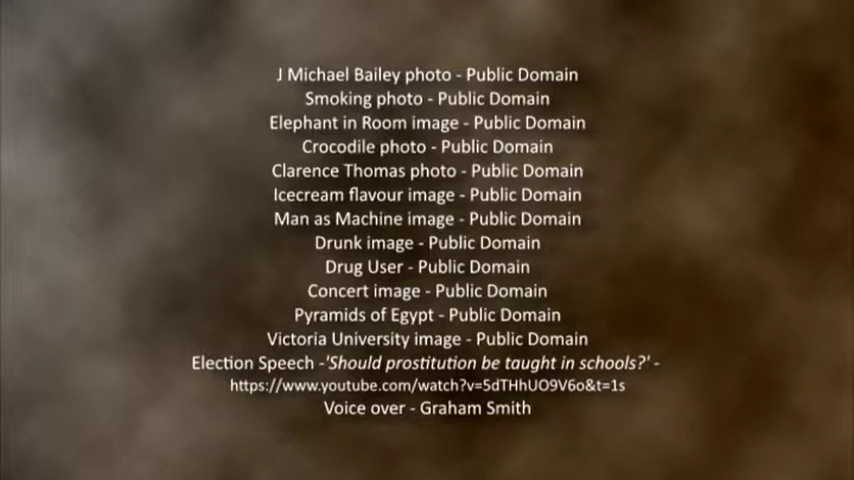 J Michael Bailey photo - Public Domain
Smoking photo - Public Domain
Elephant in Room image - Public Domain
Crocodile photo - Public Domain
Clarence Thomas photo - Public Domain
Icecream flavour image - Public Domain
Man as Machine image - Public Domain
Drunk image - Public Domain
Drug User - Public Domain
Concert image - Public Domain
Pyramids of Egypt - Public Domain
Victoria University image - Public Domain
Election Speech -'Should prostitution be taught in schools?' -
https://www.youtube.com/watch?v=5dTHhUO9V6o&t=1s
Voice over - Graham Smith